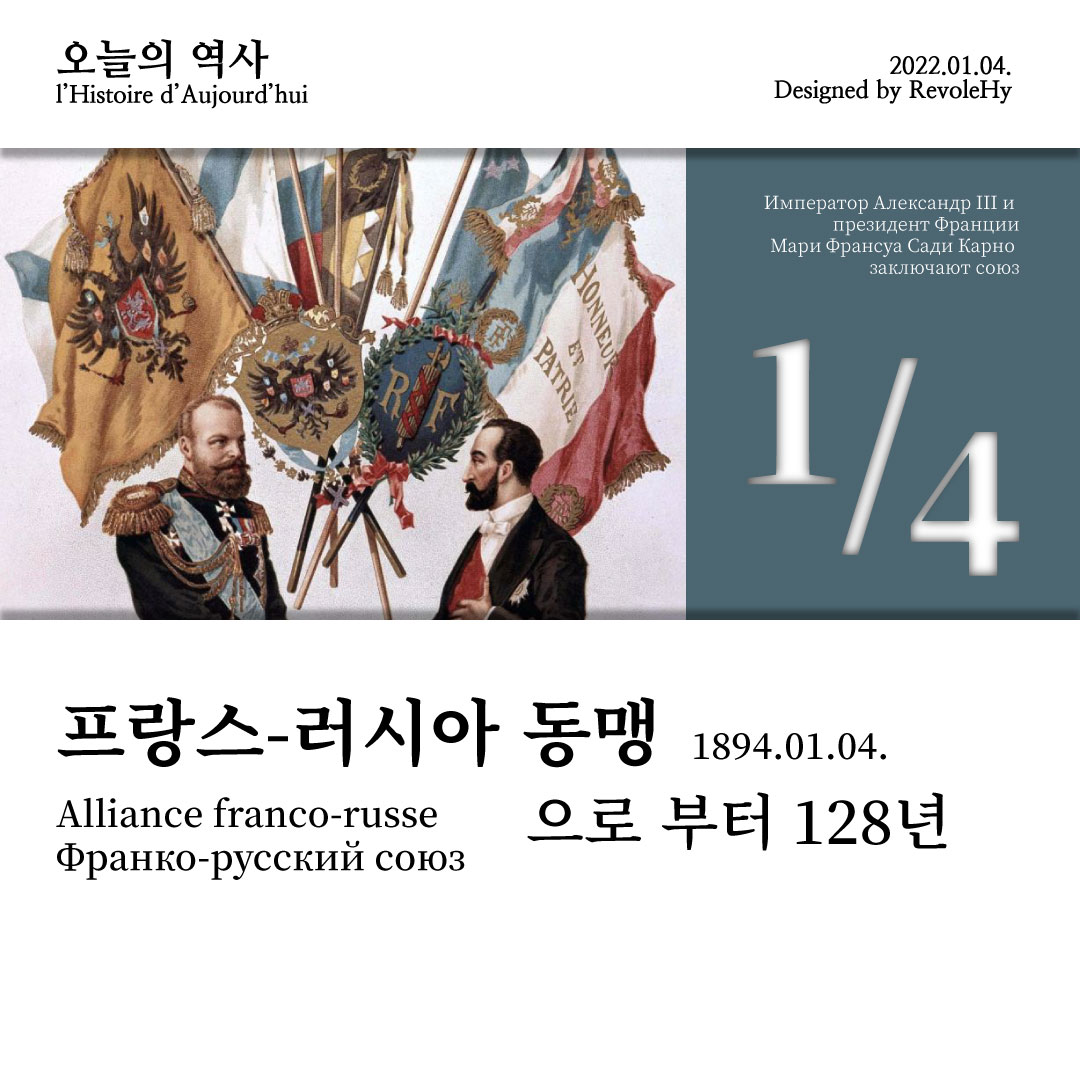 오늘의 역사
l’Histoire d’Aujourd’hui
2022.01.04.
Designed by RevoleHy
Император Александр III и
президент Франции
Мари Франсуа Сади Карно
заключают союз
HONNEUR
ET
PATRIE
RF
R F
1/4
프랑스-러시아 동맹 1894.01.04.
Alliance franco-russe
Франко-русский союз
으로 부터 128년